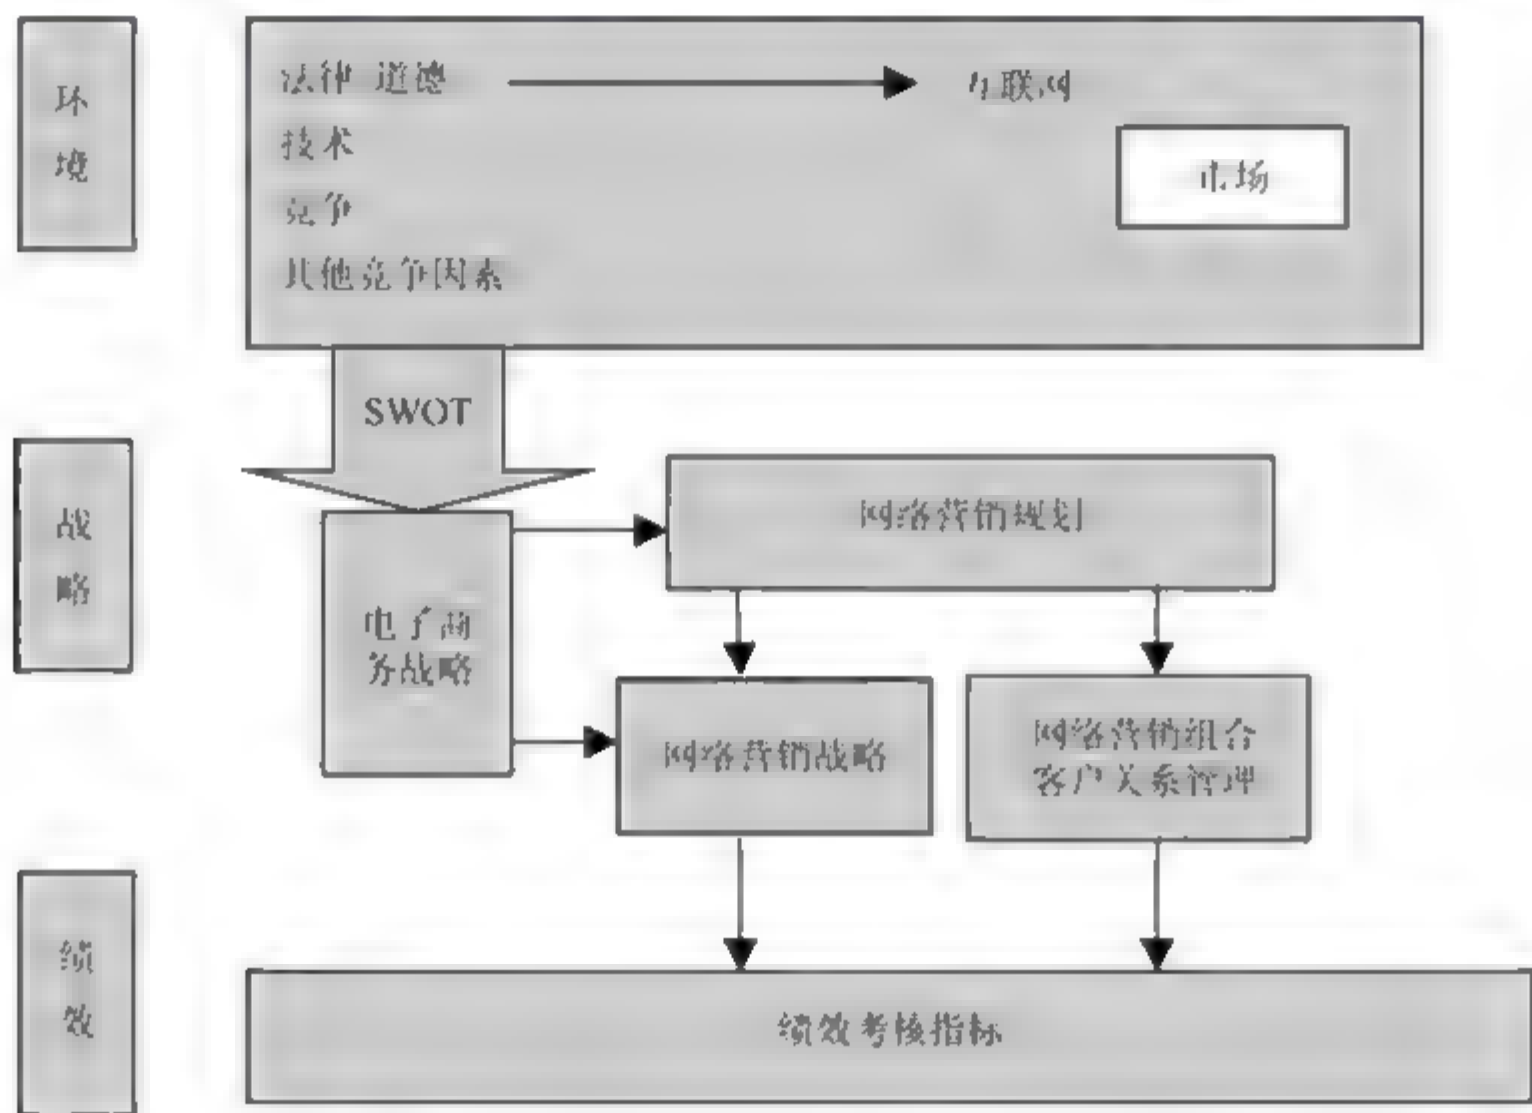 环
境
法律 道德
互联网
技术
市场
竞争
其他竞争因素
SWOT
战
略
网络营销规划
电子商
务战略
网络营销战略
网络营销组合
客户关系管理
绩
效
绩效考核指标